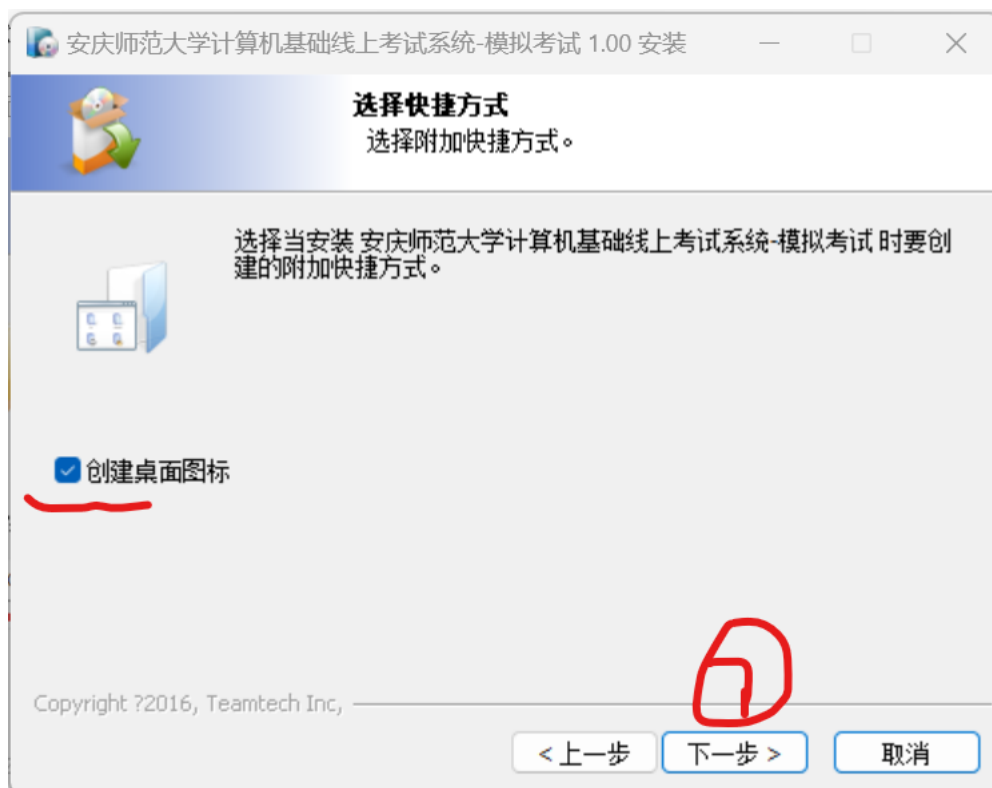 安庆师范大学计算机基础线上考试系统-模拟考试 1.00 安装
选择快捷方式
选择附加快捷方式。
选择当安装 安庆师范大学计算机基础线上考试系统-模拟考试 时要创
建的附加快捷方式。
创建桌面图标
Copyright ?2016, Teamtech Inc,
< 上一步
下一步 >
取消